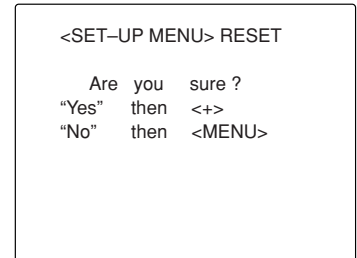 <SET–UP MENU> RESET
Are you sure ?
“Yes” then <+>
“No” then <MENU>